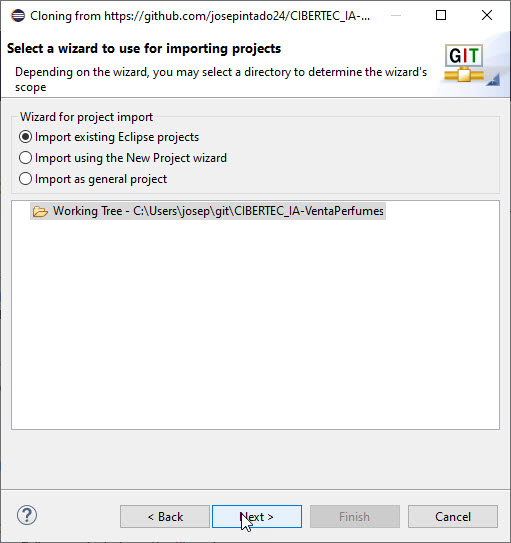 Cloning from https://github.com/josepintado24/CIBERTEC_IA-...
Select a wizard to use for importing projects
Depending on the wizard, you may select a directory to determine the wizard's
scope
GIT
Wizard for project import
Import existing Eclipse projects
Import using the New Project wizard
Import as general project
Working Tree - C:\Users\josep\git\CIBERTEC_IA-VentaPerfumes
?
< Back
Next >
Finish
Cancel